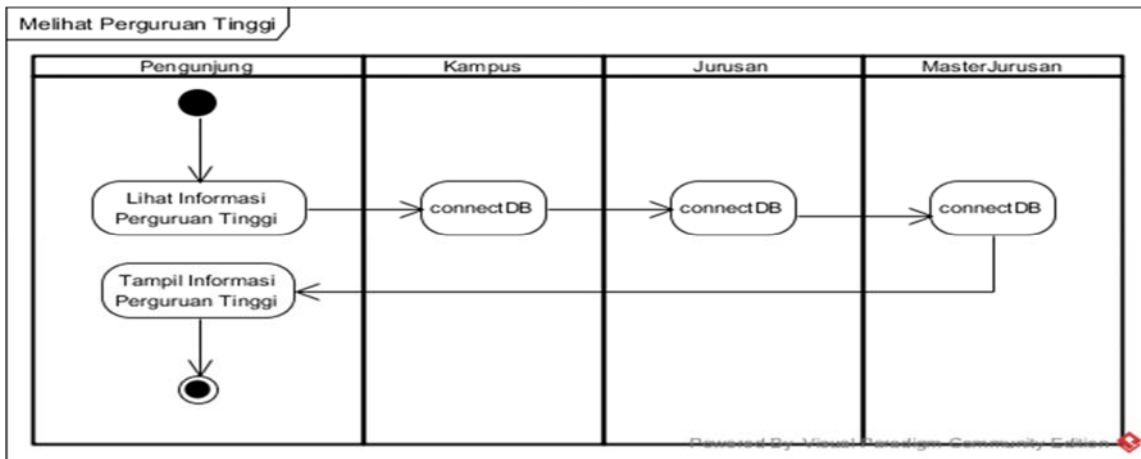 Melihat Perguruan Tinggi
Pengunjung
Kampus
Jurusan
MasterJurusan
Lihat Informasi
Perguruan Tinggi
connectDB
connectDB
connectDB
Tampil Informasi
Perguruan Tinggi
Powered By Visual Paradigm Community Edition